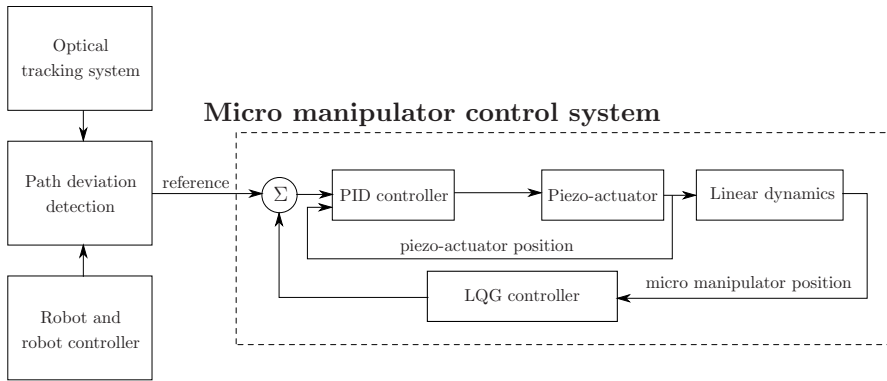 Optical
tracking system
Micro manipulator control system
Path deviation
detection
reference
Σ
PID controller
Piezo-actuator
Linear dynamics
piezo-actuator position
LQG controller
micro manipulator position
Robot and
robot controller